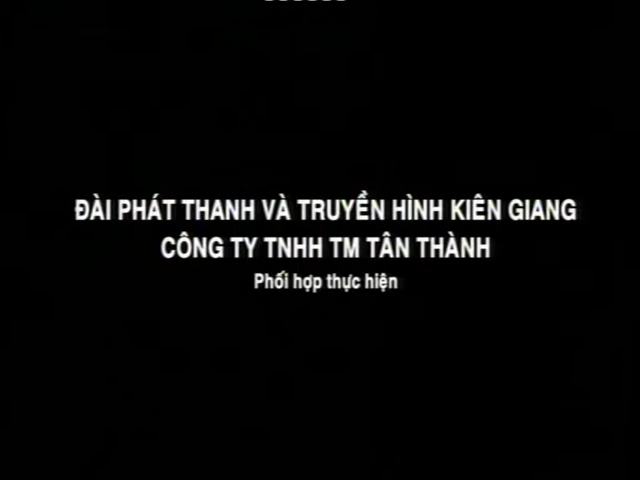 ĐÀI PHÁT THANH VÀ TRUYỀN HÌNH KIÊN GIANG
CÔNG TY TNHH TM TÂN THÀNH
Phối hợp thực hiện